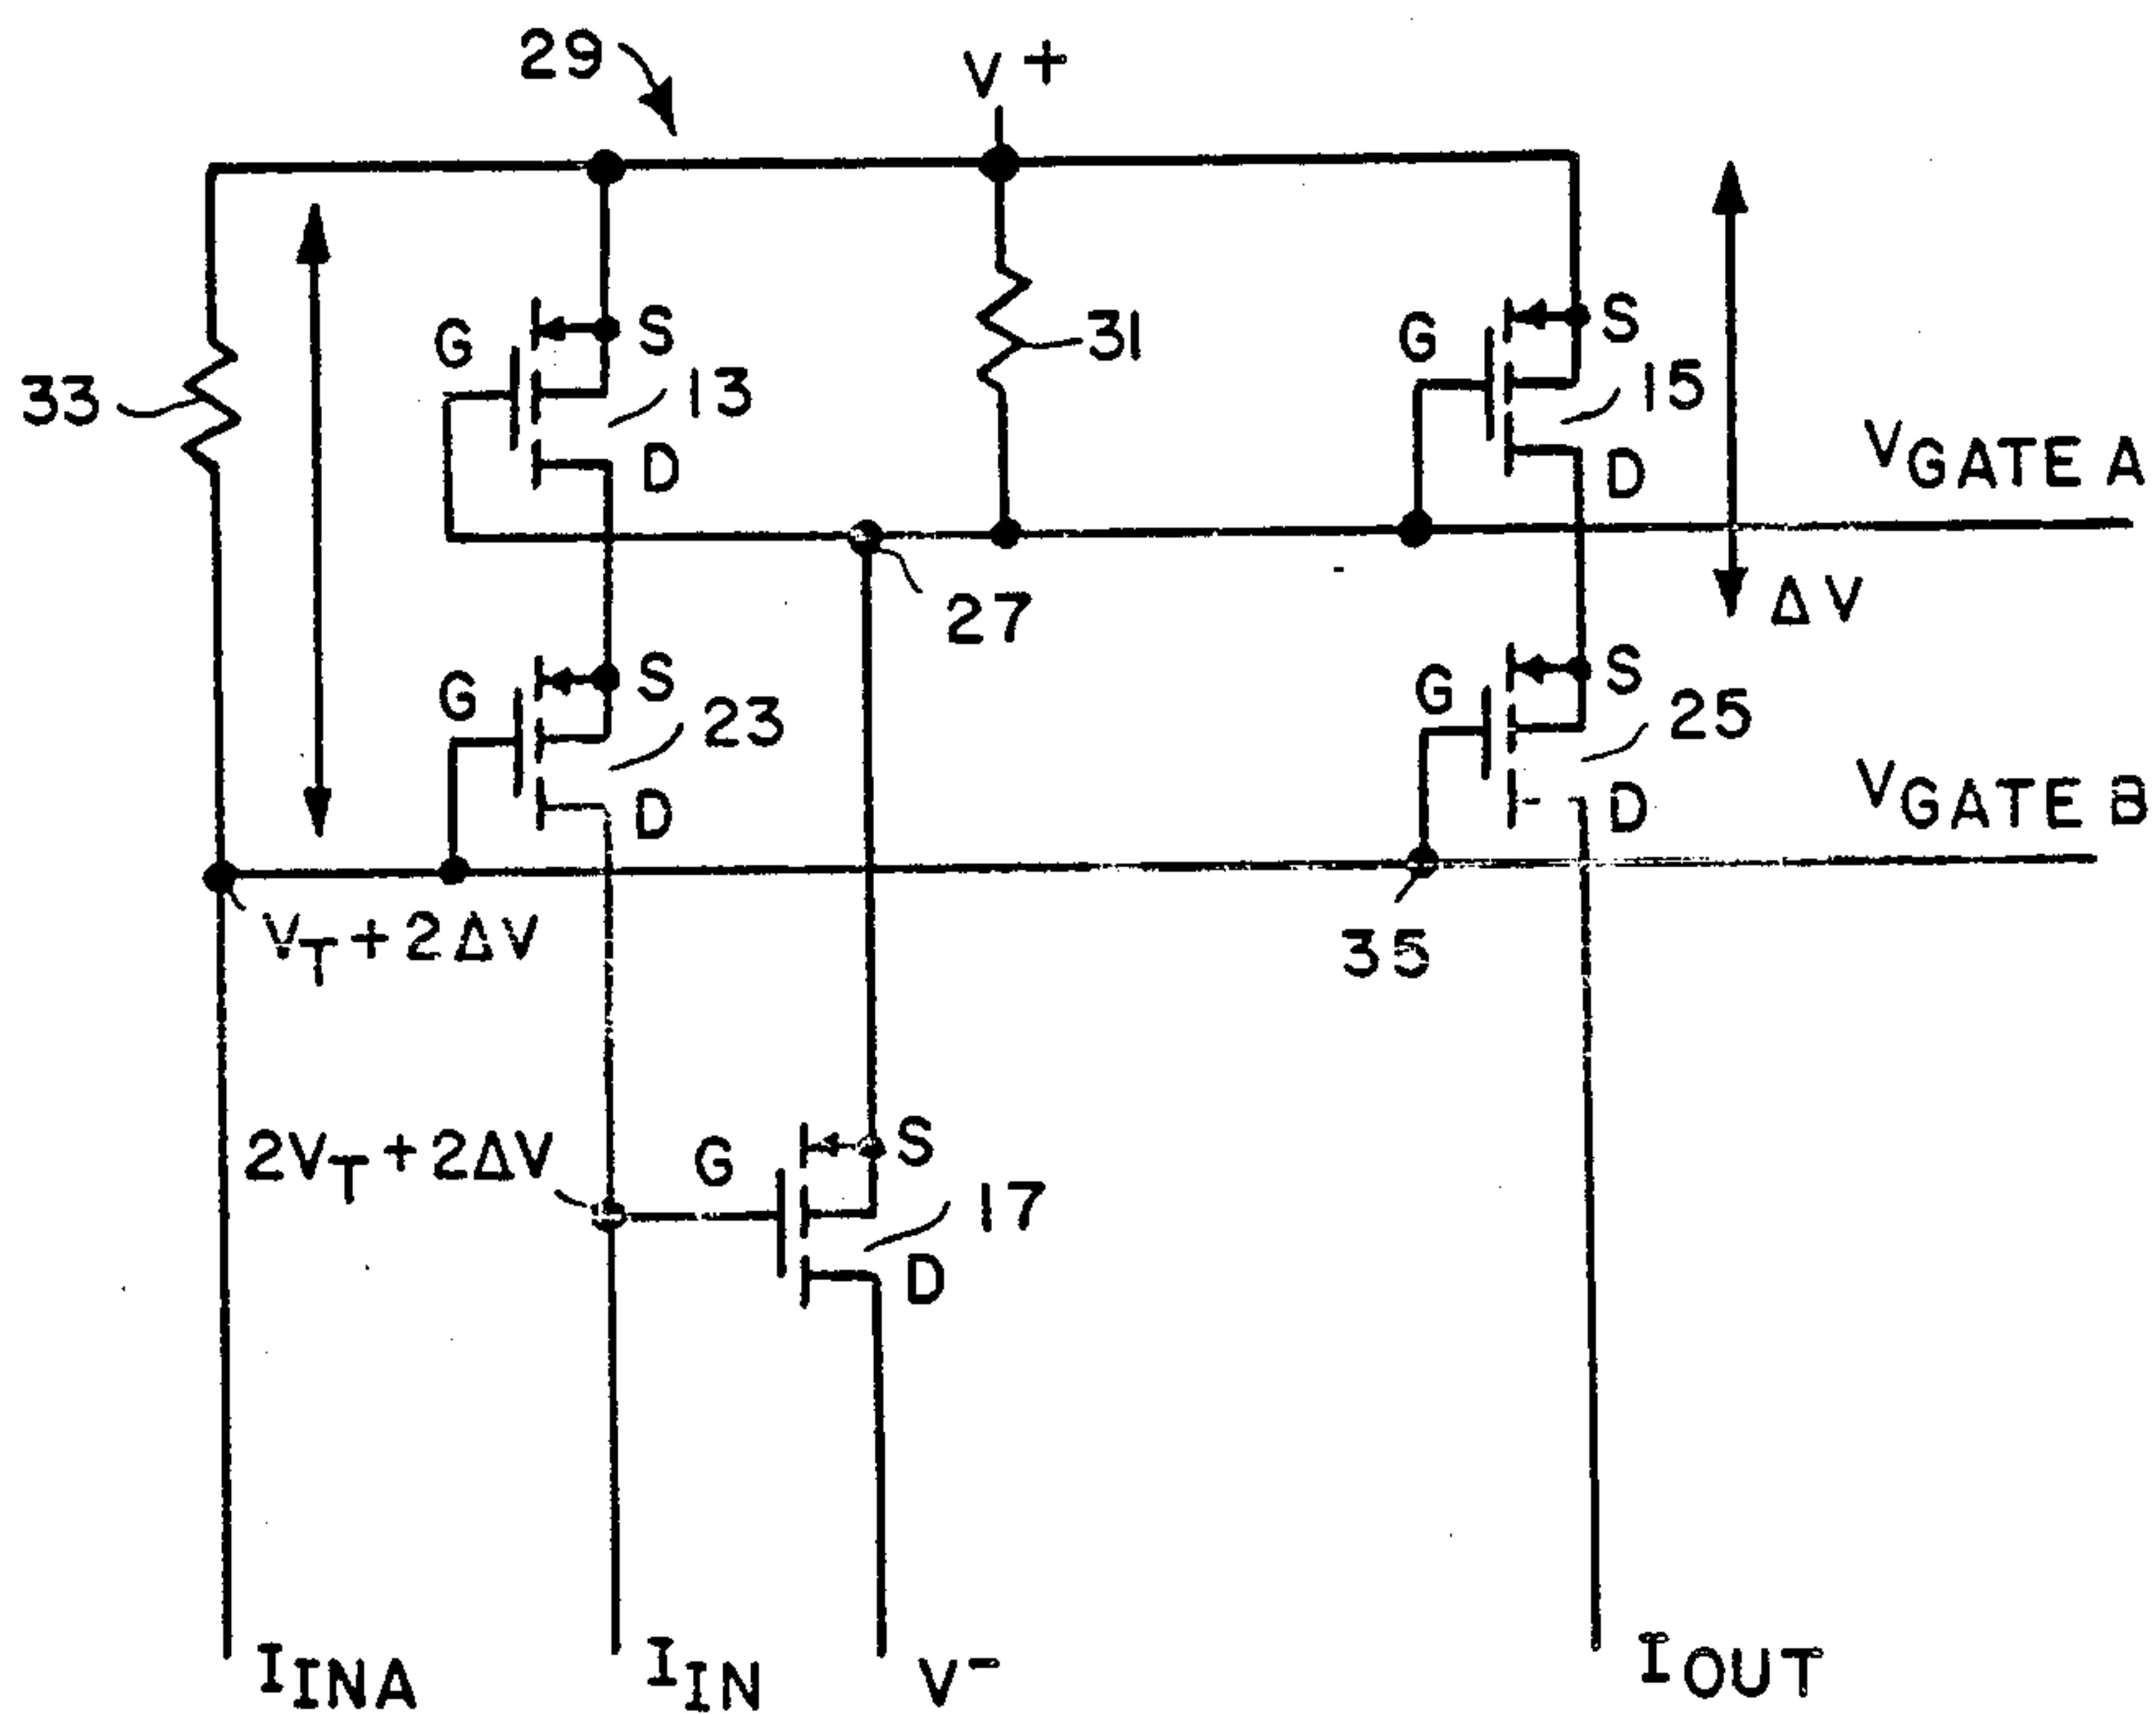 29
V+
G S
13
D
33
31
G S
15
D
VGATE A
27
ΔV
G S
23
D
G S
25
D
VGATE B
VT+2ΔV
35
2VT+2ΔV
G S
17
D
IINA
IIN
V-
IOUT